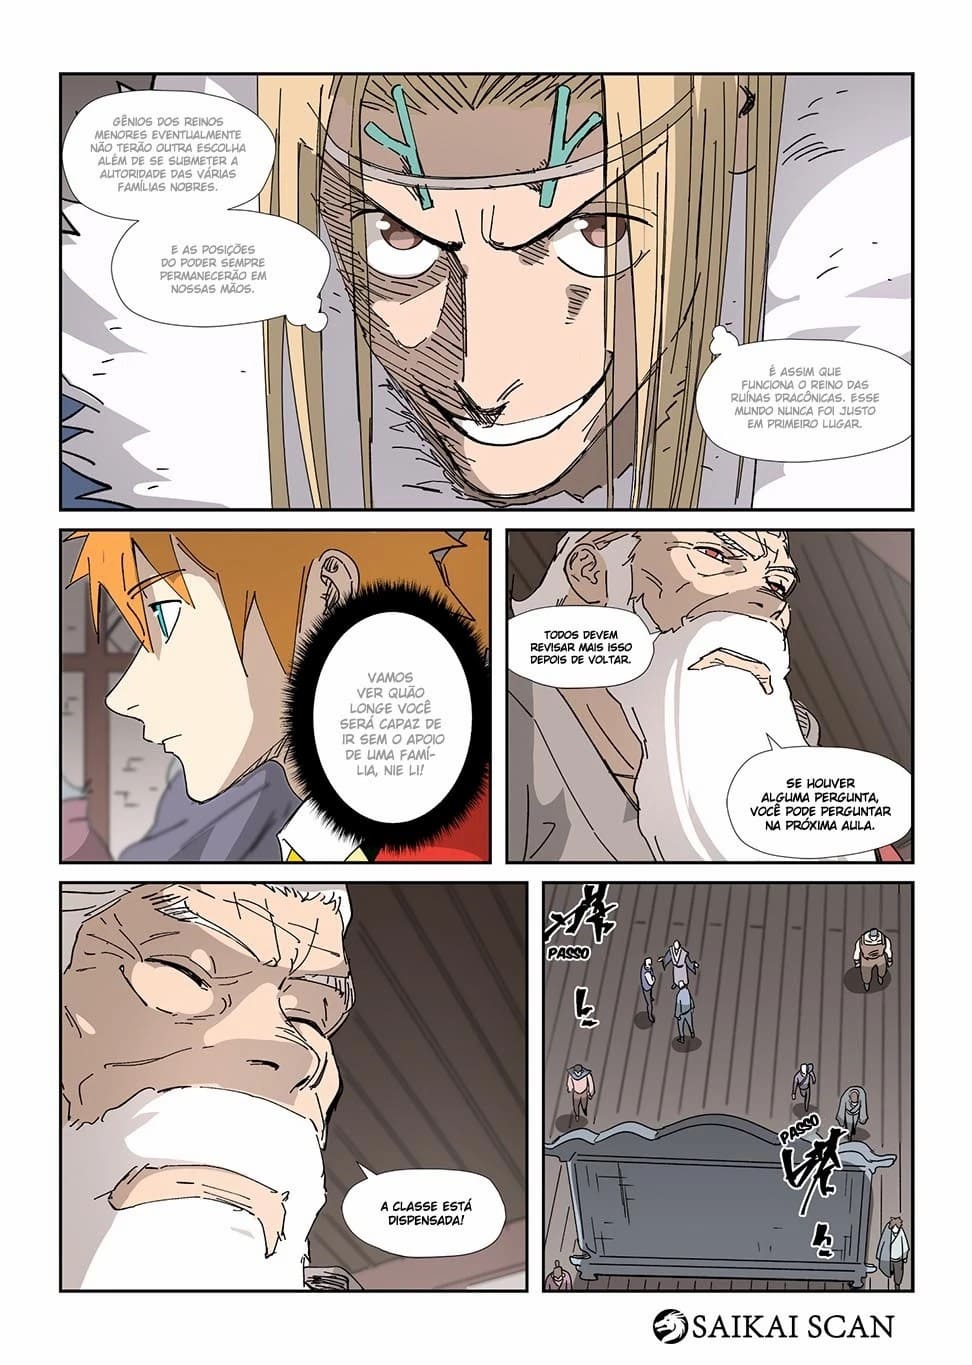 GÊNIOS DOS REINOS
MENORES EVENTUALMENTE
NÃO TERÃO OUTRA ESCOLHA
ALÉM DE SE SUBMETER A
AUTORIDADE DAS VÁRIAS
FAMÍLIAS NOBRES.
E AS POSIÇÕES
DO PODER SEMPRE
PERMANECERÃO EM
NOSSAS MÃOS.
É ASSIM QUE
FUNCIONA O REINO DAS
RUÍNAS DRACÔNICAS. ESSE
MUNDO NUNCA FOI JUSTO
EM PRIMEIRO LUGAR.
VAMOS
VER QUÃO
LONGE VOCÊ
SERÁ CAPAZ DE
IR SEM O APOIO
DE UMA FAMÍ-
LIA, NIE LI!
TODOS DEVEM
REVISAR MAIS ISSO
DEPOIS DE VOLTAR.
SE HOUVER
ALGUMA PERGUNTA,
VOCÊ PODE PERGUNTAR
NA PRÓXIMA AULA.
A CLASSE ESTÁ
DISPENSADA!
PASSO
PASSO
SAIKAI SCAN